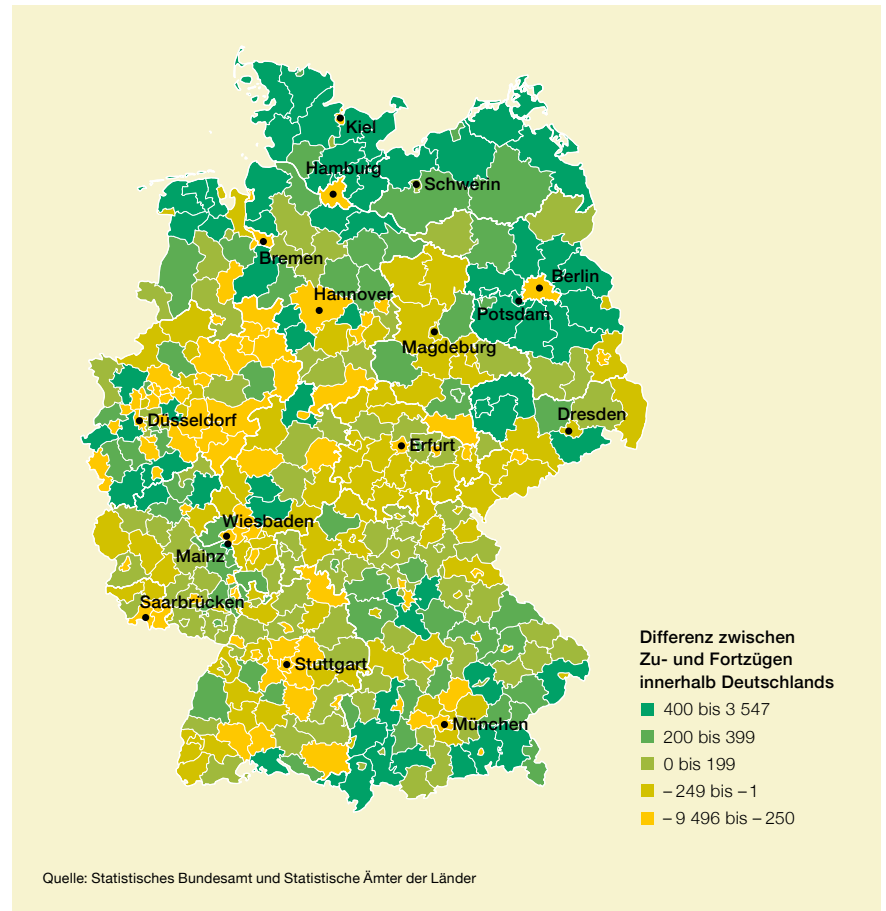 Kiel
Hamburg
Schwerin
Bremen
Berlin
Hannover
Potsdam
Magdeburg
Düsseldorf
Dresden
Erfurt
Wiesbaden
Mainz
Saarbrücken
Stuttgart
München
Differenz zwischen
Zu- und Fortzügen
innerhalb Deutschlands
400 bis 3 547
200 bis 399
0 bis 199
– 249 bis – 1
– 9 496 bis – 250
Quelle: Statistisches Bundesamt und Statistische Ämter der Länder